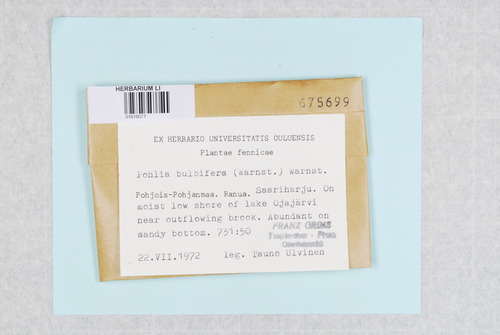 HERBARIUM LI
01616071
675699
EX HERBARIO UNIVERSITATIS OULUENSIS
Plantae fennicae
Pohlia bulbifera (Warnst.) Warnst.
Pohjois-Pohjanmaa. Ranua. Saariharju. On
moist low shore of lake Ojajärvi
near outflowing brook. Abundant on
sandy bottom. 731:50
FRANZ GRIMS
22.VII.1972 leg. Tauno Ulvinen